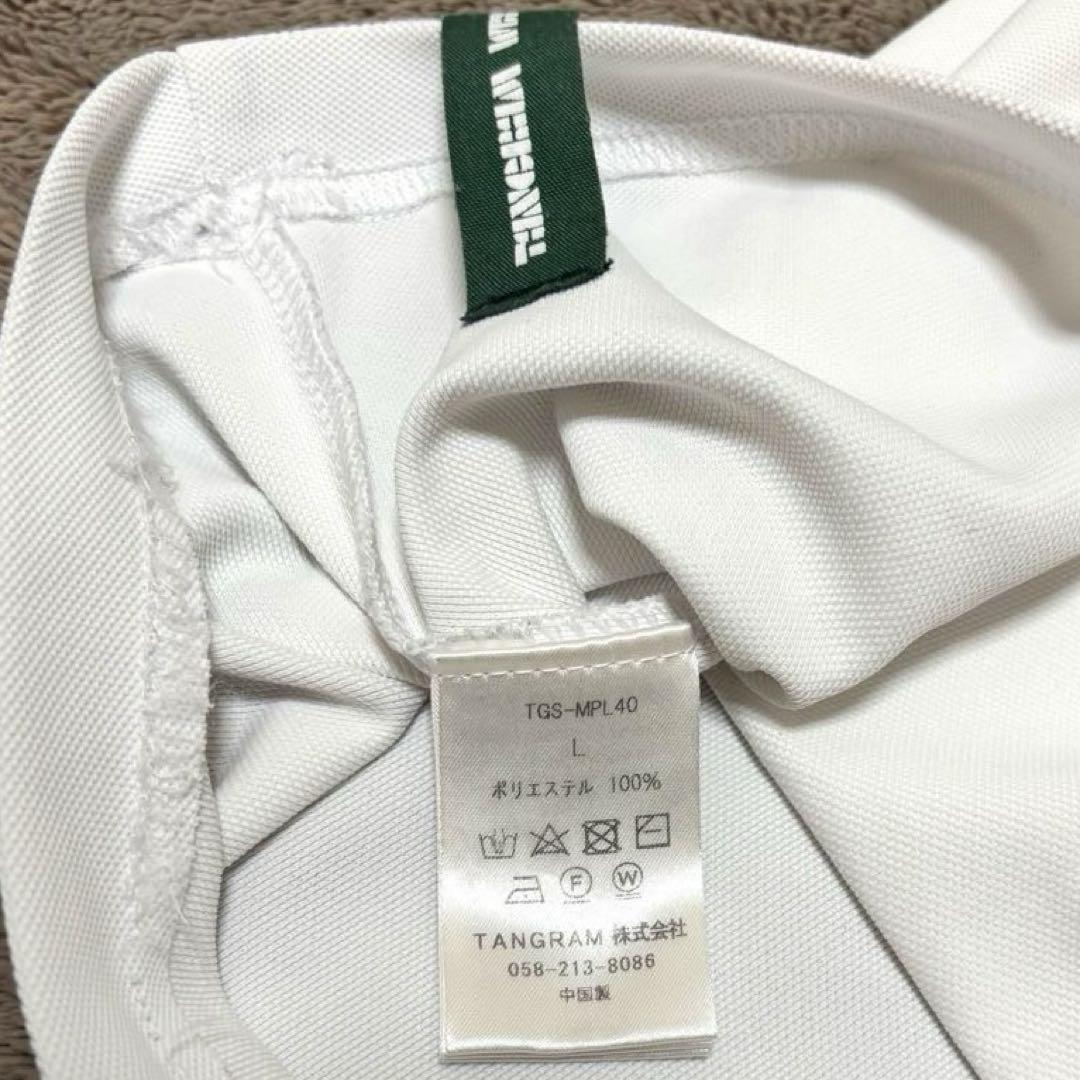 TGS-MPL40
L
ポリエステル 100%
F
W
TANGRAM 株式会社
058-213-8086
中国製